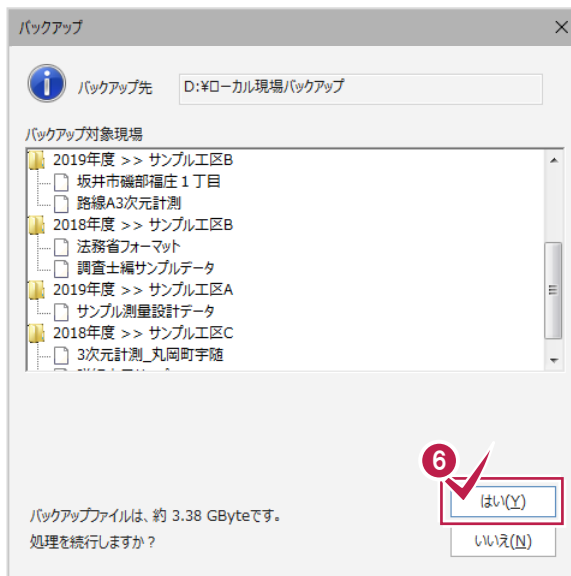 バックアップ
バックアップ先
D:¥ローカル現場バックアップ
バックアップ対象現場
2019年度 >> サンプル工区B
坂井市磯部福庄1丁目
路線A3次元計測
2018年度 >> サンプル工区B
法務省フォーマット
調査士編サンプルデータ
2019年度 >> サンプル工区A
サンプル測量設計データ
2018年度 >> サンプル工区C
3次元計測_丸岡町宇随
6
はい(Y)
バックアップファイルは、約 3.38 GByteです。
処理を続行しますか?
いいえ(N)